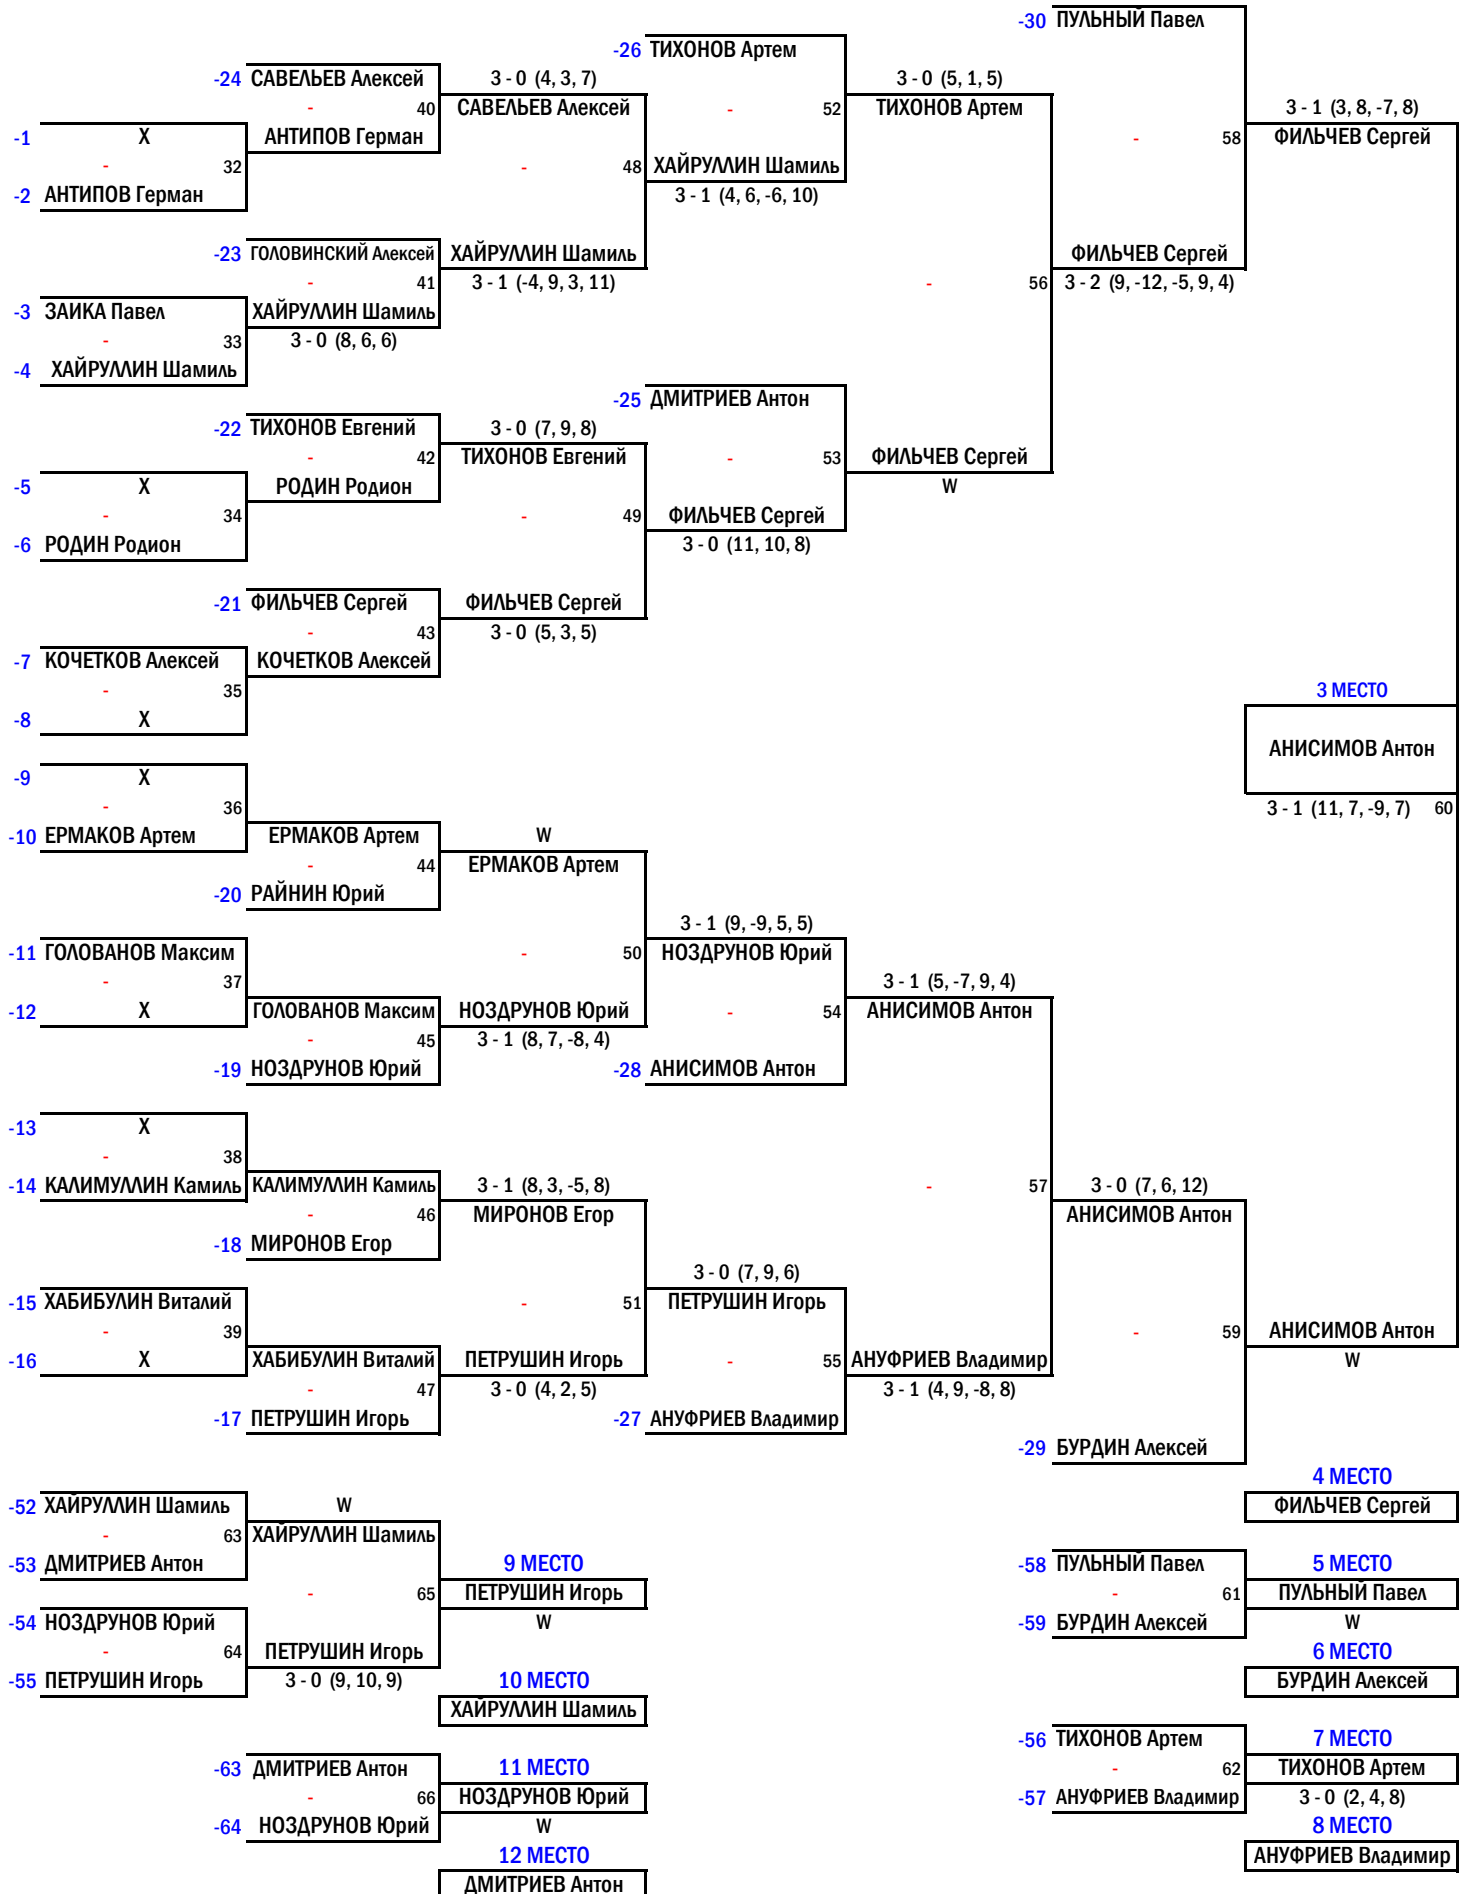 -30 ПУЛЬНЫЙ Павел
-26 ТИХОНОВ Артем
-24 САВЕЛЬЕВ Алексей 3 - 0 (4, 3, 7) 3 - 0 (5, 1, 5)
- 40 САВЕЛЬЕВ Алексей - 52 ТИХОНОВ Артем 3 - 1 (3, 8, -7, 8)
-1 X АНТИПОВ Герман - 58 ФИЛЬЧЕВ Сергей
- 32 - 48 ХАЙРУЛЛИН Шамиль
-2 АНТИПОВ Герман 3 - 1 (4, 6, -6, 10)
-23 ГОЛОВИНСКИЙ Алексей ХАЙРУЛЛИН Шамиль ФИЛЬЧЕВ Сергей
- 41 3 - 1 (-4, 9, 3, 11) - 56 3 - 2 (9, -12, -5, 9, 4)
-3 ЗАИКА Павел ХАЙРУЛЛИН Шамиль
- 33 3 - 0 (8, 6, 6)
-4 ХАЙРУЛЛИН Шамиль
-25 ДМИТРИЕВ Антон
-22 ТИХОНОВ Евгений 3 - 0 (7, 9, 8)
- 42 ТИХОНОВ Евгений - 53 ФИЛЬЧЕВ Сергей
-5 X РОДИН Родион W
- 34 - 49 ФИЛЬЧЕВ Сергей
-6 РОДИН Родион 3 - 0 (11, 10, 8)
-21 ФИЛЬЧЕВ Сергей ФИЛЬЧЕВ Сергей
- 43 3 - 0 (5, 3, 5)
-7 КОЧЕТКОВ Алексей КОЧЕТКОВ Алексей
- 35 3 МЕСТО
-8 X
АНИСИМОВ Антон
-9 X
- 36 3 - 1 (11, 7, -9, 7) 60
-10 ЕРМАКОВ Артем ЕРМАКОВ Артем W
- 44 ЕРМАКОВ Артем
-20 РАЙНИН Юрий
3 - 1 (9, -9, 5, 5)
-11 ГОЛОВАНОВ Максим - 50 НОЗДРУНОВ Юрий
- 37 3 - 1 (5, -7, 9, 4)
-12 X ГОЛОВАНОВ Максим НОЗДРУНОВ Юрий - 54 АНИСИМОВ Антон
- 45 3 - 1 (8, 7, -8, 4)
-19 НОЗДРУНОВ Юрий -28 АНИСИМОВ Антон
-13 X
- 38
-14 КАЛИМУЛЛИН Камиль КАЛИМУЛЛИН Камиль 3 - 1 (8, 3, -5, 8) - 57 3 - 0 (7, 6, 12)
- 46 МИРОНОВ Егор АНИСИМОВ Антон
-18 МИРОНОВ Егор
3 - 0 (7, 9, 6)
-15 ХАБИБУЛИН Виталий - 51 ПЕТРУШИН Игорь
- 39 - 59 АНИСИМОВ Антон
-16 X ХАБИБУЛИН Виталий ПЕТРУШИН Игорь - 55 АНУФРИЕВ Владимир W
- 47 3 - 0 (4, 2, 5) 3 - 1 (4, 9, -8, 8)
-17 ПЕТРУШИН Игорь -27 АНУФРИЕВ Владимир
-29 БУРДИН Алексей
4 МЕСТО
-52 ХАЙРУЛЛИН Шамиль W ФИЛЬЧЕВ Сергей
- 63 ХАЙРУЛЛИН Шамиль
-53 ДМИТРИЕВ Антон 9 МЕСТО -58 ПУЛЬНЫЙ Павел 5 МЕСТО
- 65 ПЕТРУШИН Игорь - 61 ПУЛЬНЫЙ Павел
-54 НОЗДРУНОВ Юрий W -59 БУРДИН Алексей W
- 64 ПЕТРУШИН Игорь 6 МЕСТО
-55 ПЕТРУШИН Игорь 3 - 0 (9, 10, 9) 10 МЕСТО БУРДИН Алексей
ХАЙРУЛЛИН Шамиль
-56 ТИХОНОВ Артем 7 МЕСТО
-63 ДМИТРИЕВ Антон 11 МЕСТО - 62 ТИХОНОВ Артем
- 66 НОЗДРУНОВ Юрий -57 АНУФРИЕВ Владимир 3 - 0 (2, 4, 8)
-64 НОЗДРУНОВ Юрий W 8 МЕСТО
12 МЕСТО АНУФРИЕВ Владимир
ДМИТРИЕВ Антон